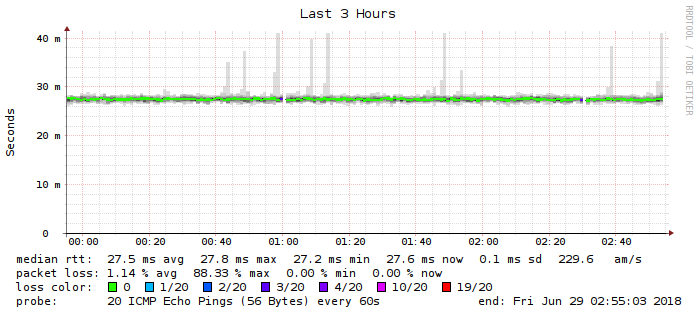 Last 3 Hours
RRDTOOL / TOBI OETIKER
Seconds
40 m
30 m
20 m
10 m
0
00:00 00:20 00:40 01:00 01:20 01:40 02:00 02:20 02:40
median rtt: 27.5 ms avg 27.8 ms max 27.2 ms min 27.6 ms now 0.1 ms sd 229.6 am/s
packet loss: 1.14 % avg 88.33 % max 0.00 % min 0.00 % now
loss color: 0 1/20 2/20 3/20 4/20 10/20 19/20
probe: 20 ICMP Echo Pings (56 Bytes) every 60s end: Fri Jun 29 02:55:03 2018